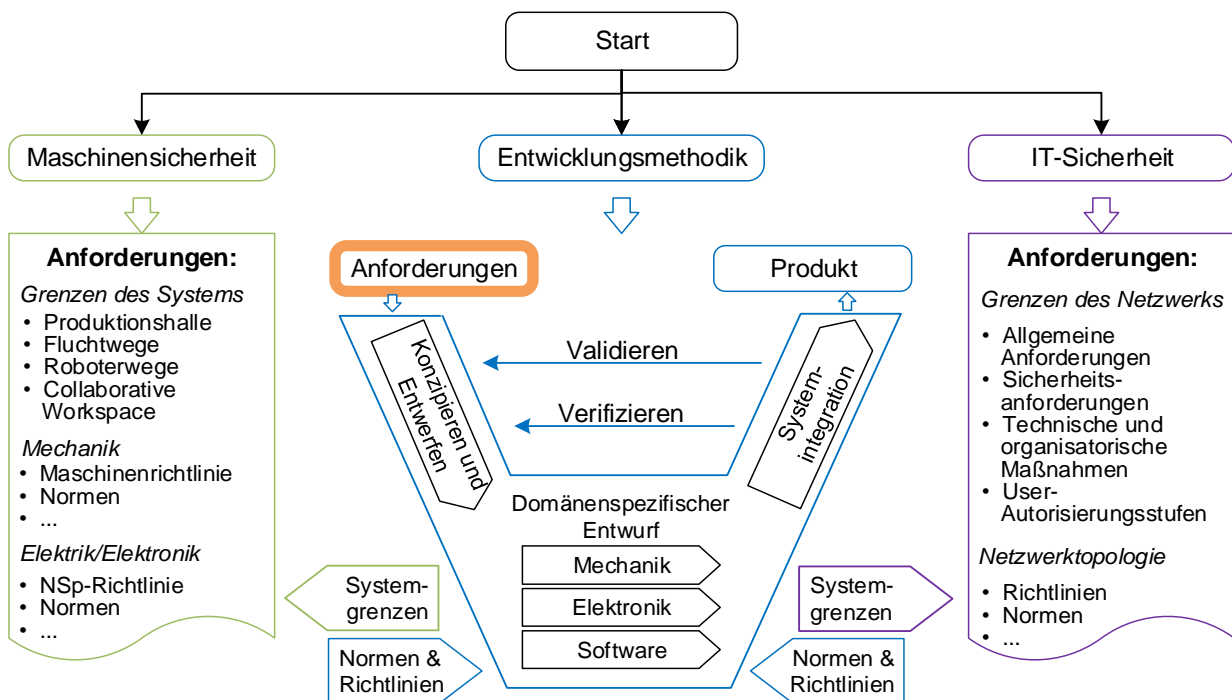 Start
Maschinensicherheit
Entwicklungsmethodik
IT-Sicherheit
Anforderungen:
Grenzen des Systems
• Produktionshalle
• Fluchtwege
• Roboterwege
• Collaborative
Workspace
Mechanik
• Maschinenrichtlinie
• Normen
• ...
Elektrik/Elektronik
• NSp-Richtlinie
• Normen
• ...
Anforderungen
Produkt
Konzipieren und
Entwerfen
Validieren
Verifizieren
System-
integration
Domänenspezifischer
Entwurf
Mechanik
Elektronik
Software
System-
grenzen
Normen &
Richtlinien
System-
grenzen
Normen &
Richtlinien
Anforderungen:
Grenzen des Netzwerks
• Allgemeine
Anforderungen
• Sicherheits-
anforderungen
• Technische und
organisatorische
Maßnahmen
• User-
Autorisierungsstufen
Netzwerktopologie
• Richtlinien
• Normen
• ...